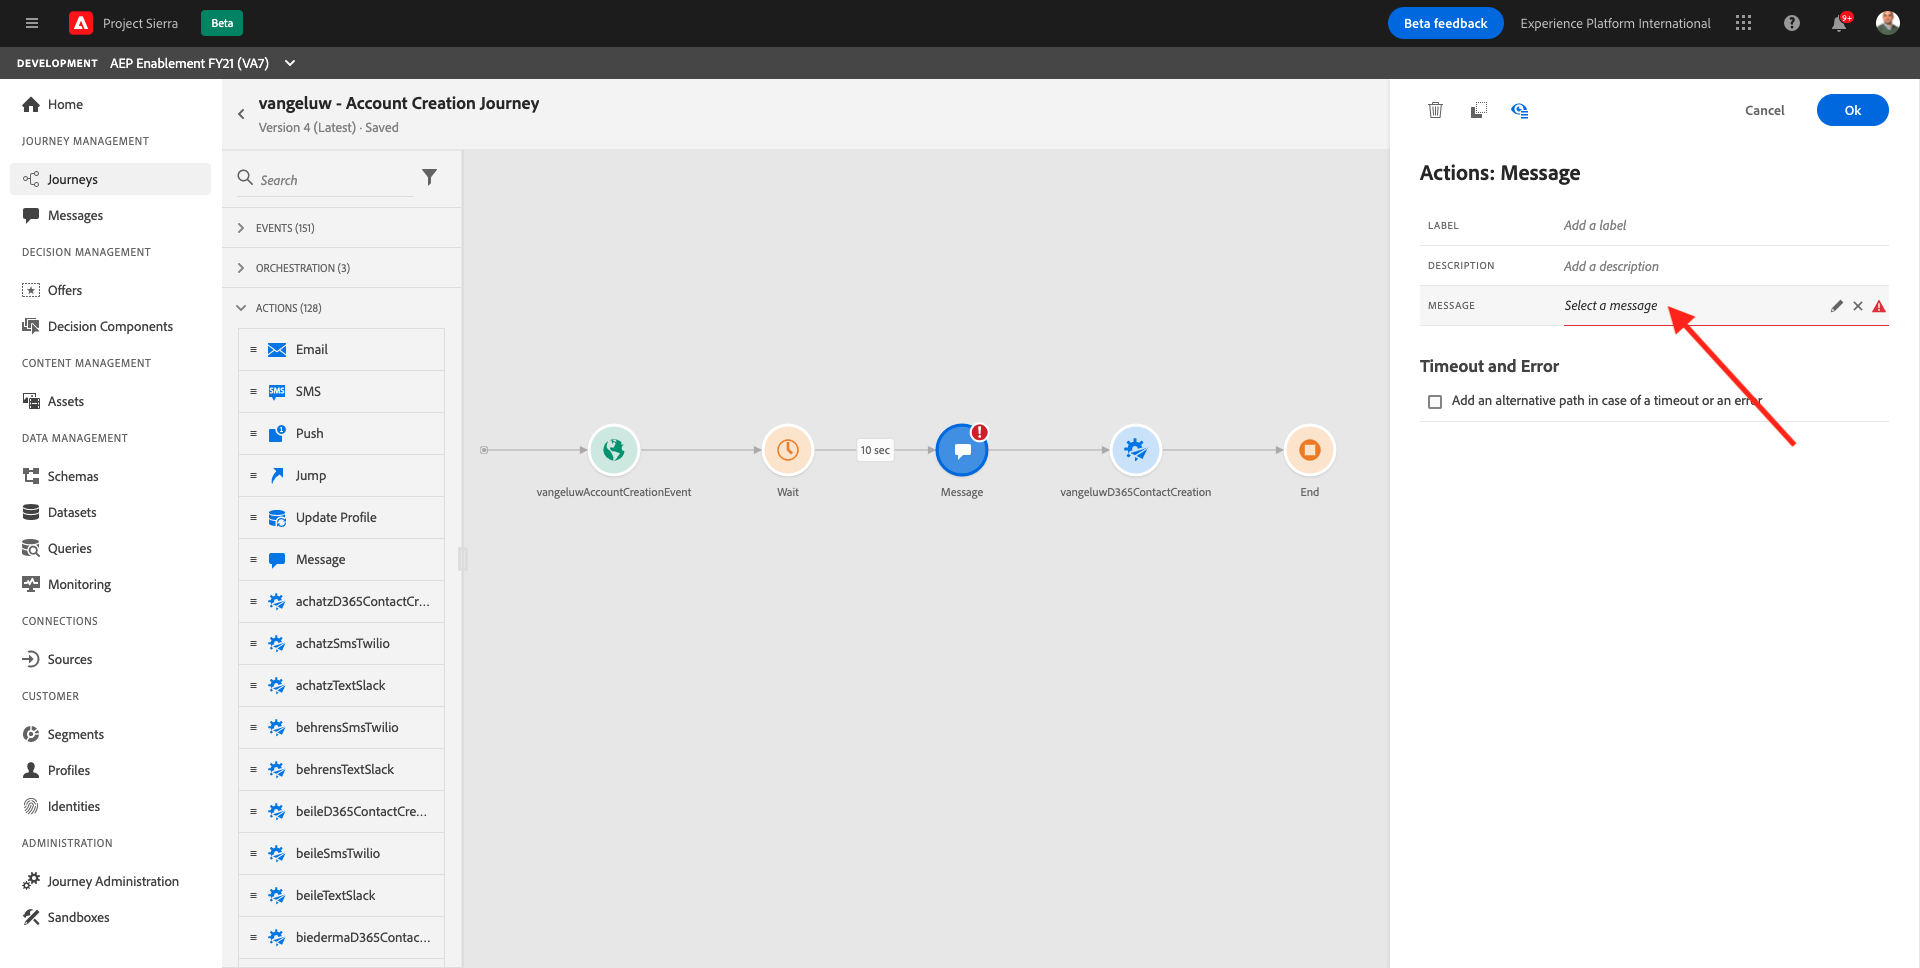 Project Sierra
Beta
Beta feedback
Experience Platform International
9+
DEVELOPMENT
AEP Enablement FY21 (VA7)
Home
JOURNEY MANAGEMENT
Journeys
Messages
DECISION MANAGEMENT
Offers
Decision Components
CONTENT MANAGEMENT
Assets
DATA MANAGEMENT
Schemas
Datasets
Queries
Monitoring
CONNECTIONS
Sources
CUSTOMER
Segments
Profiles
Identities
ADMINISTRATION
Journey Administration
Sandboxes
vangeluw - Account Creation Journey
Version 4 (Latest) · Saved
Search
EVENTS (151)
ORCHESTRATION (3)
ACTIONS (128)
Email
SMS
SMS
Push
1
Jump
Update Profile
Message
achatzD365ContactCr...
achatzSmsTwilio
achatzTextSlack
behrensSmsTwilio
behrensTextSlack
beileD365ContactCre...
beileSmsTwilio
beileTextSlack
biedermaD365Contac...
vangeluwAccountCreationEvent
Wait
10 sec
Message
vangeluwD365ContactCreation
End
Cancel
Ok
Actions: Message
LABEL
Add a label
DESCRIPTION
Add a description
MESSAGE
Select a message
Timeout and Error
Add an alternative path in case of a timeout or an error